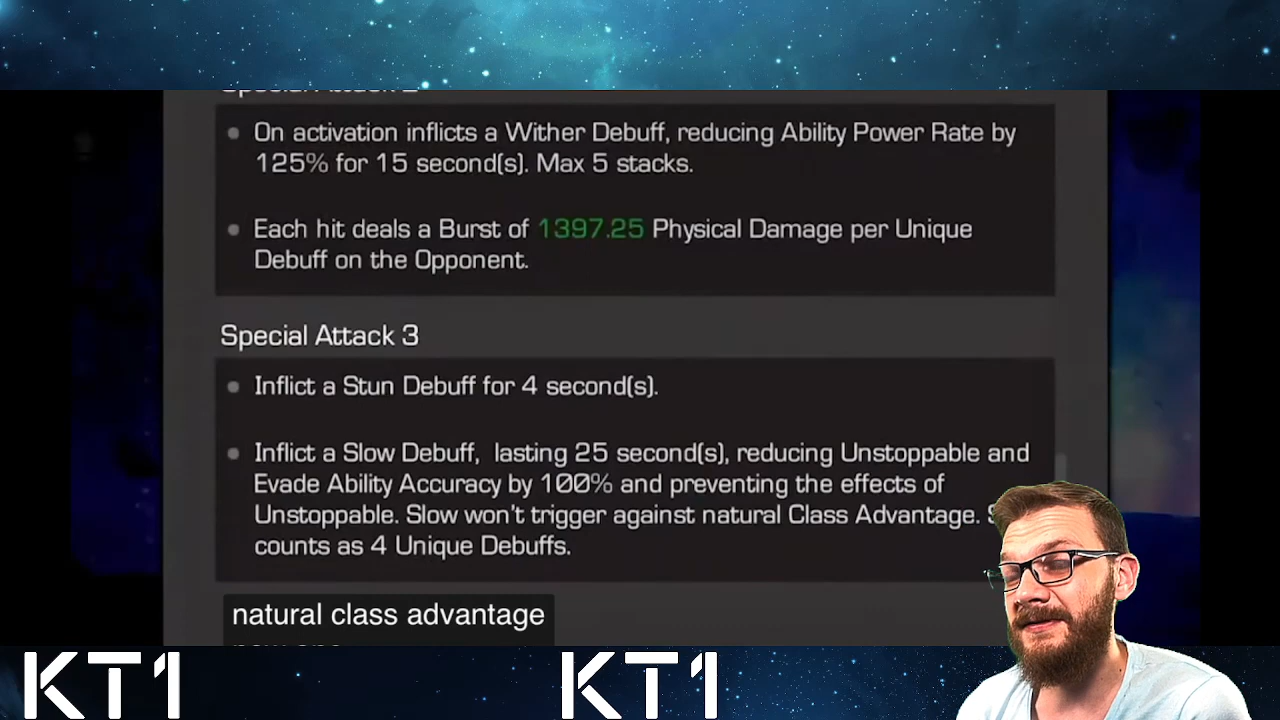 Special Attack 2
On activation inflicts a Wither Debuff, reducing Ability Power Rate by
125% for 15 second(s). Max 5 stacks.
Each hit deals a Burst of 1397.25 Physical Damage per Unique
Debuff on the Opponent.
Special Attack 3
Inflict a Stun Debuff for 4 second(s).
Inflict a Slow Debuff,  lasting 25 second(s), reducing Unstoppable and
Evade Ability Accuracy by 100% and preventing the effects of
Unstoppable. Slow won't trigger against natural Class Advantage.
counts as 4 Unique Debuffs.
natural class advantage
KT1 KT1